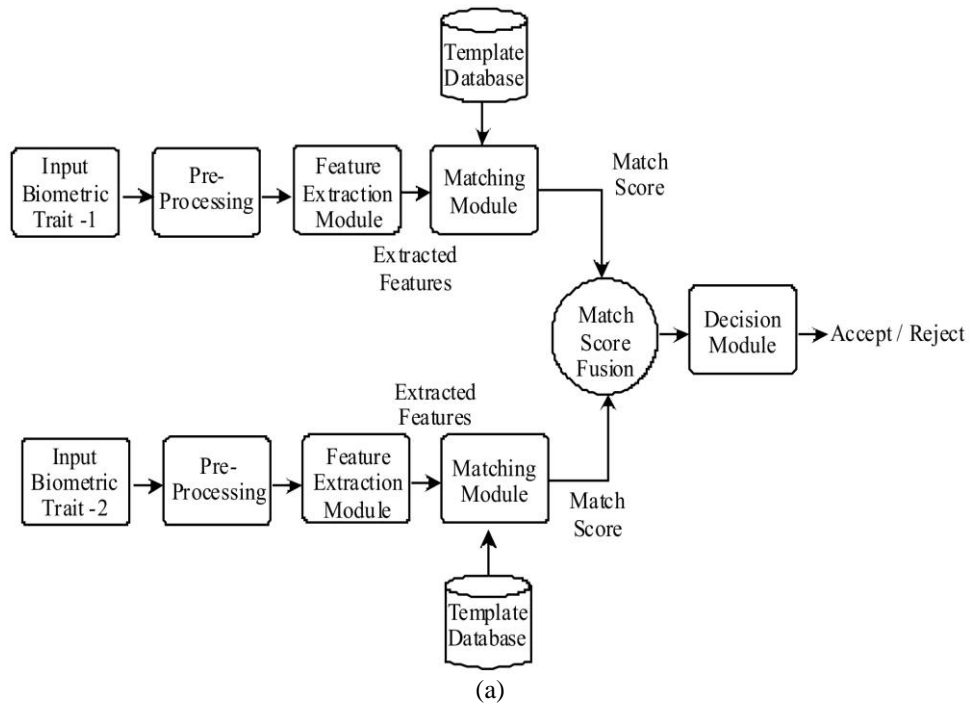 Template
Database
Input
Biometric
Trait -1
Pre-
Processing
Feature
Extraction
Module
Matching
Module
Match
Score
Extracted
Features
Match
Score
Fusion
Decision
Module
Accept / Reject
Extracted
Features
Input
Biometric
Trait -2
Pre-
Processing
Feature
Extraction
Module
Matching
Module
Match
Score
Template
Database
(a)